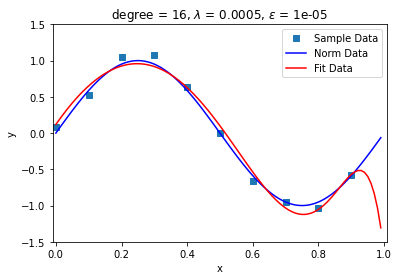 degree = 16, λ = 0.0005, ε = 1e-05
1.5
1.0
0.5
0.0
−0.5
−1.0
−1.5
y
Sample Data
Norm Data
Fit Data
0.0 0.2 0.4 0.6 0.8 1.0
x